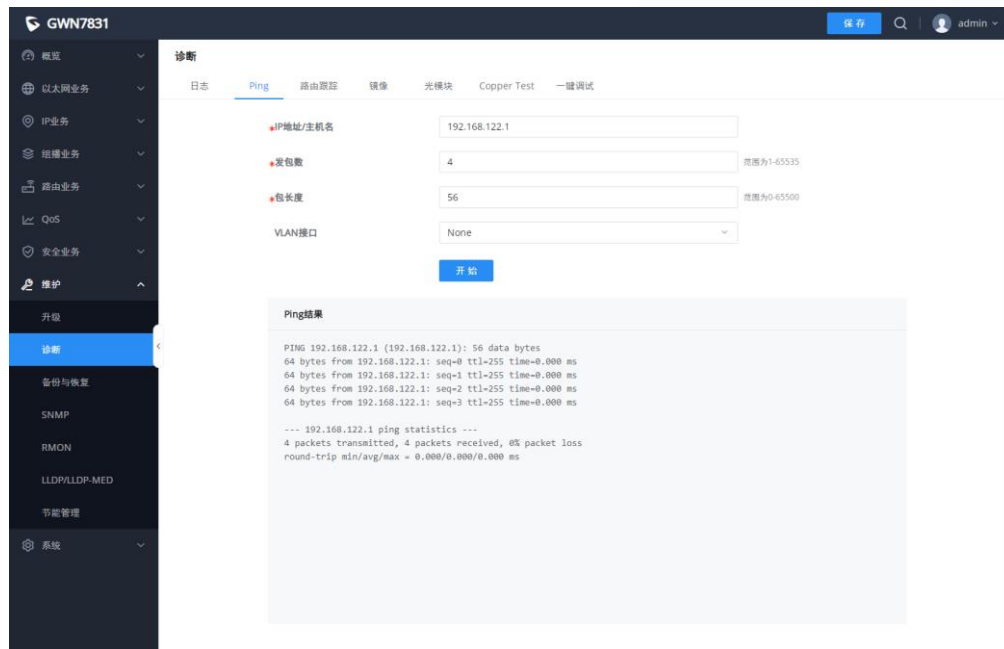 GWN7831
保存
admin
概览
以太网业务
IP业务
组播业务
路由业务
QoS
安全业务
维护
升级
诊断
备份与恢复
SNMP
RMON
LLDP/LLDP-MED
节能管理
系统
诊断
日志 Ping 路由跟踪 镜像 光模块 Copper Test 一键调试
*IP地址/主机名 192.168.122.1
*发包数 4 范围为1-65535
*包长度 56 范围为0-65500
VLAN接口 None
开始
Ping结果
PING 192.168.122.1 (192.168.122.1): 56 data bytes
64 bytes from 192.168.122.1: seq=0 ttl=255 time=0.000 ms
64 bytes from 192.168.122.1: seq=1 ttl=255 time=0.000 ms
64 bytes from 192.168.122.1: seq=2 ttl=255 time=0.000 ms
64 bytes from 192.168.122.1: seq=3 ttl=255 time=0.000 ms
--- 192.168.122.1 ping statistics ---
4 packets transmitted, 4 packets received, 0% packet loss
round-trip min/avg/max = 0.000/0.000/0.000 ms